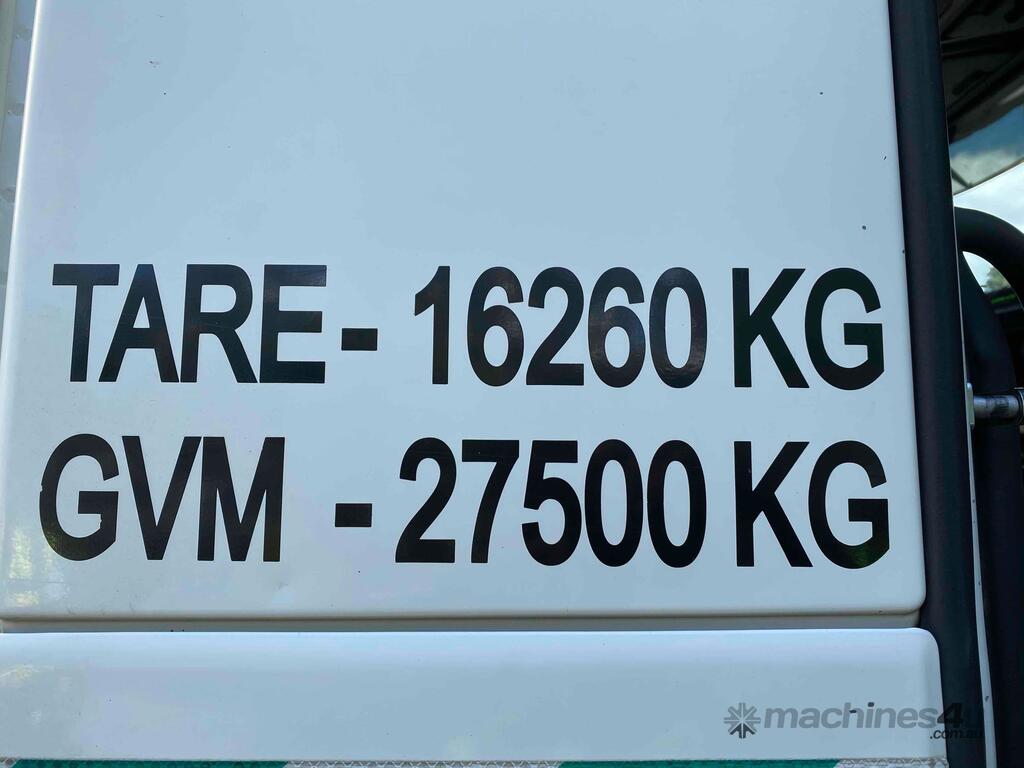 TARE - 16260 KG
GVM - 27500 KG
machines4u
.com.au